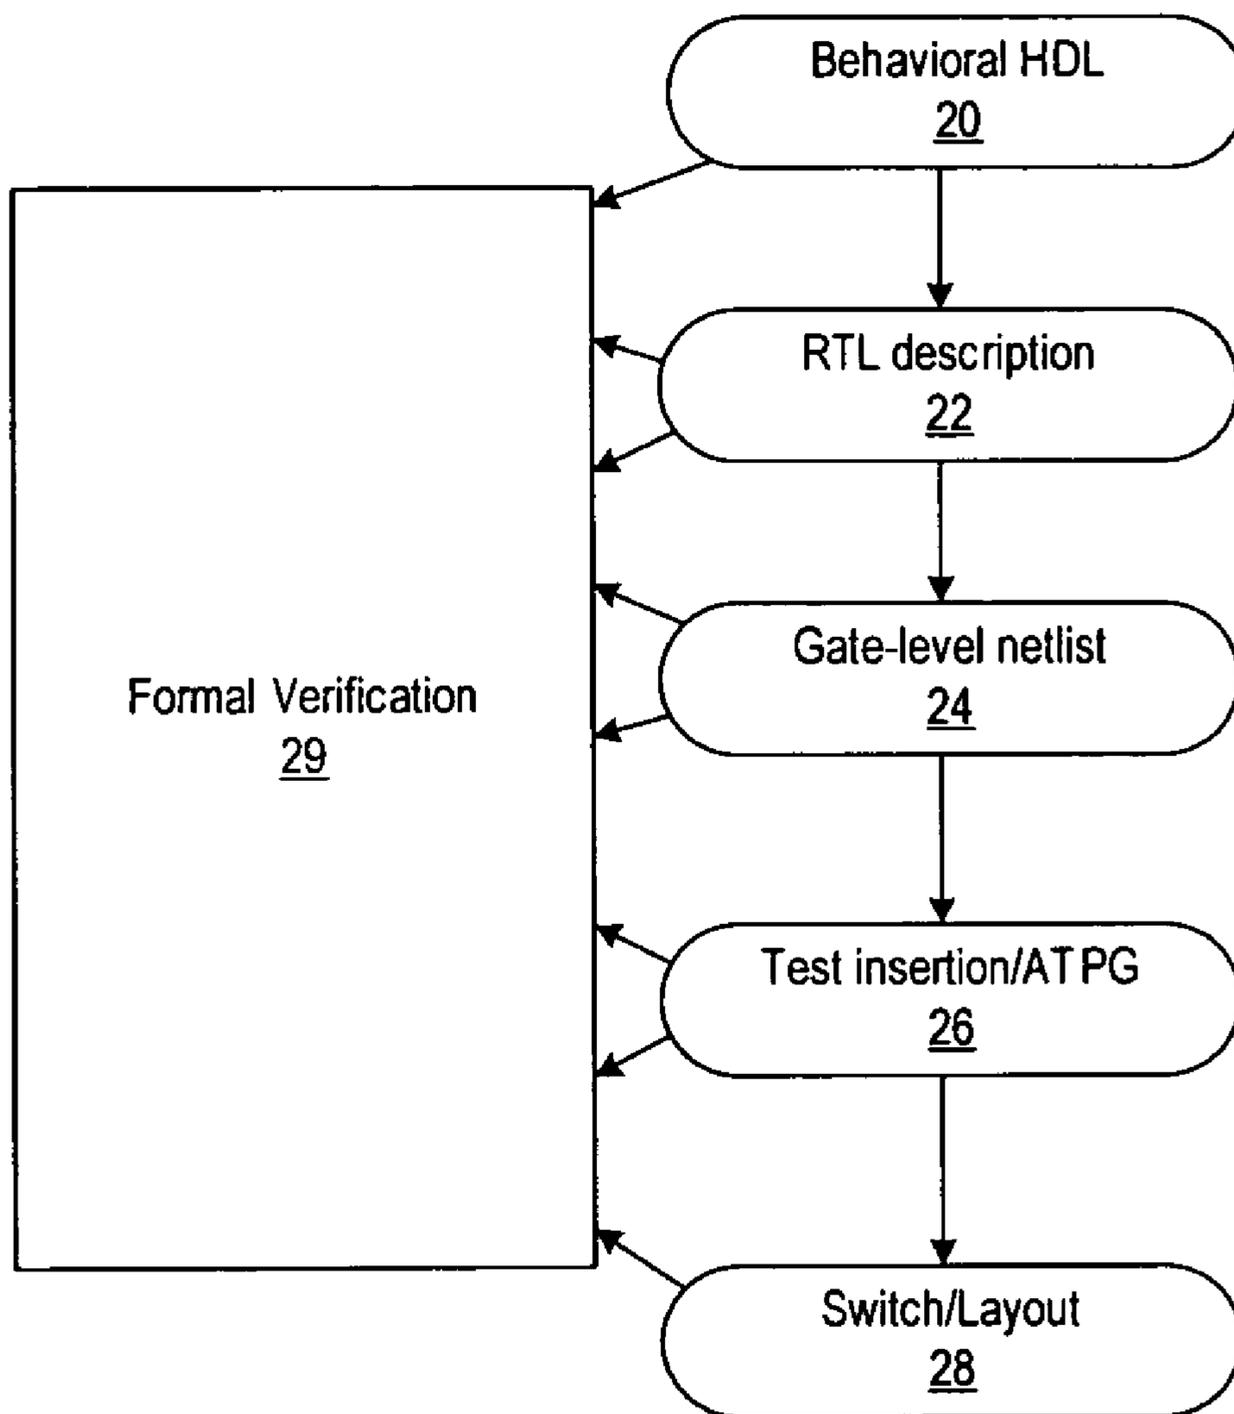 Behavioral HDL
20
RTL description
22
Gate-level netlist
24
Formal Verification
29
Test insertion/ATPG
26
Switch/Layout
28